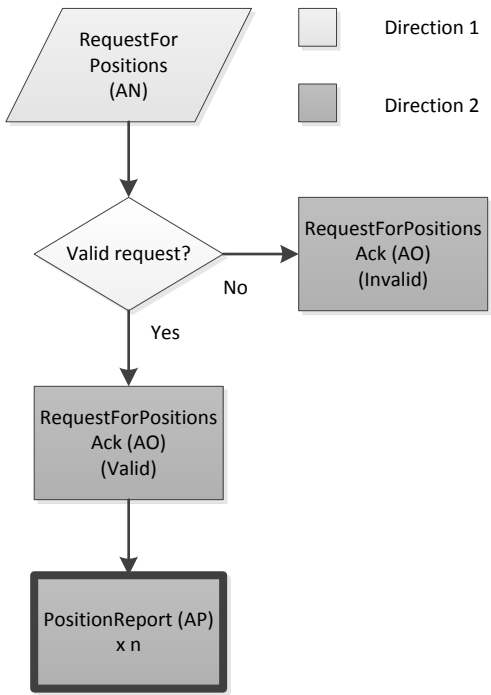 RequestFor
Positions
(AN)
Direction 1
Direction 2
Valid request?
No
RequestForPositions
Ack (AO)
(Invalid)
Yes
RequestForPositions
Ack (AO)
(Valid)
PositionReport (AP)
x n